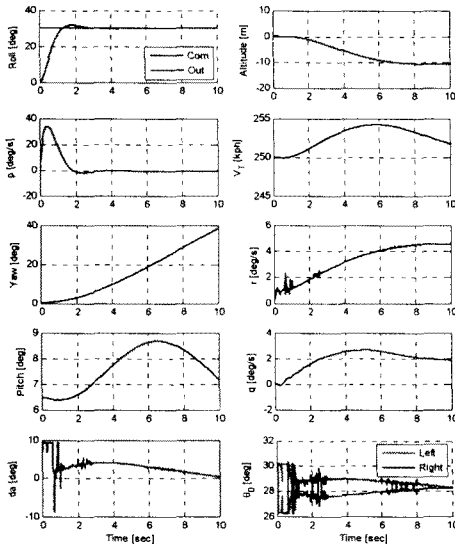 Roll [deg]
40
20
0
0 2 4 6 8 10
Com
Out
Altitude [m]
10
0
-10
-20
0 2 4 6 8 10
p [deg/s]
40
20
0
-20
0 2 4 6 8 10
V_T [kph]
255
250
245
0 2 4 6 8 10
Yaw [deg]
40
20
0
0 2 4 6 8 10
r [deg/s]
6
4
2
0
0 2 4 6 8 10
Pitch [deg]
9
8
7
6
0 2 4 6 8 10
q [deg/s]
4
2
0
-2
0 2 4 6 8 10
da [deg]
10
0
-10
0 2 4 6 8 10
Time [sec]
θ₀ [deg]
32
30
28
26
0 2 4 6 8 10
Left
Right
Time [sec]